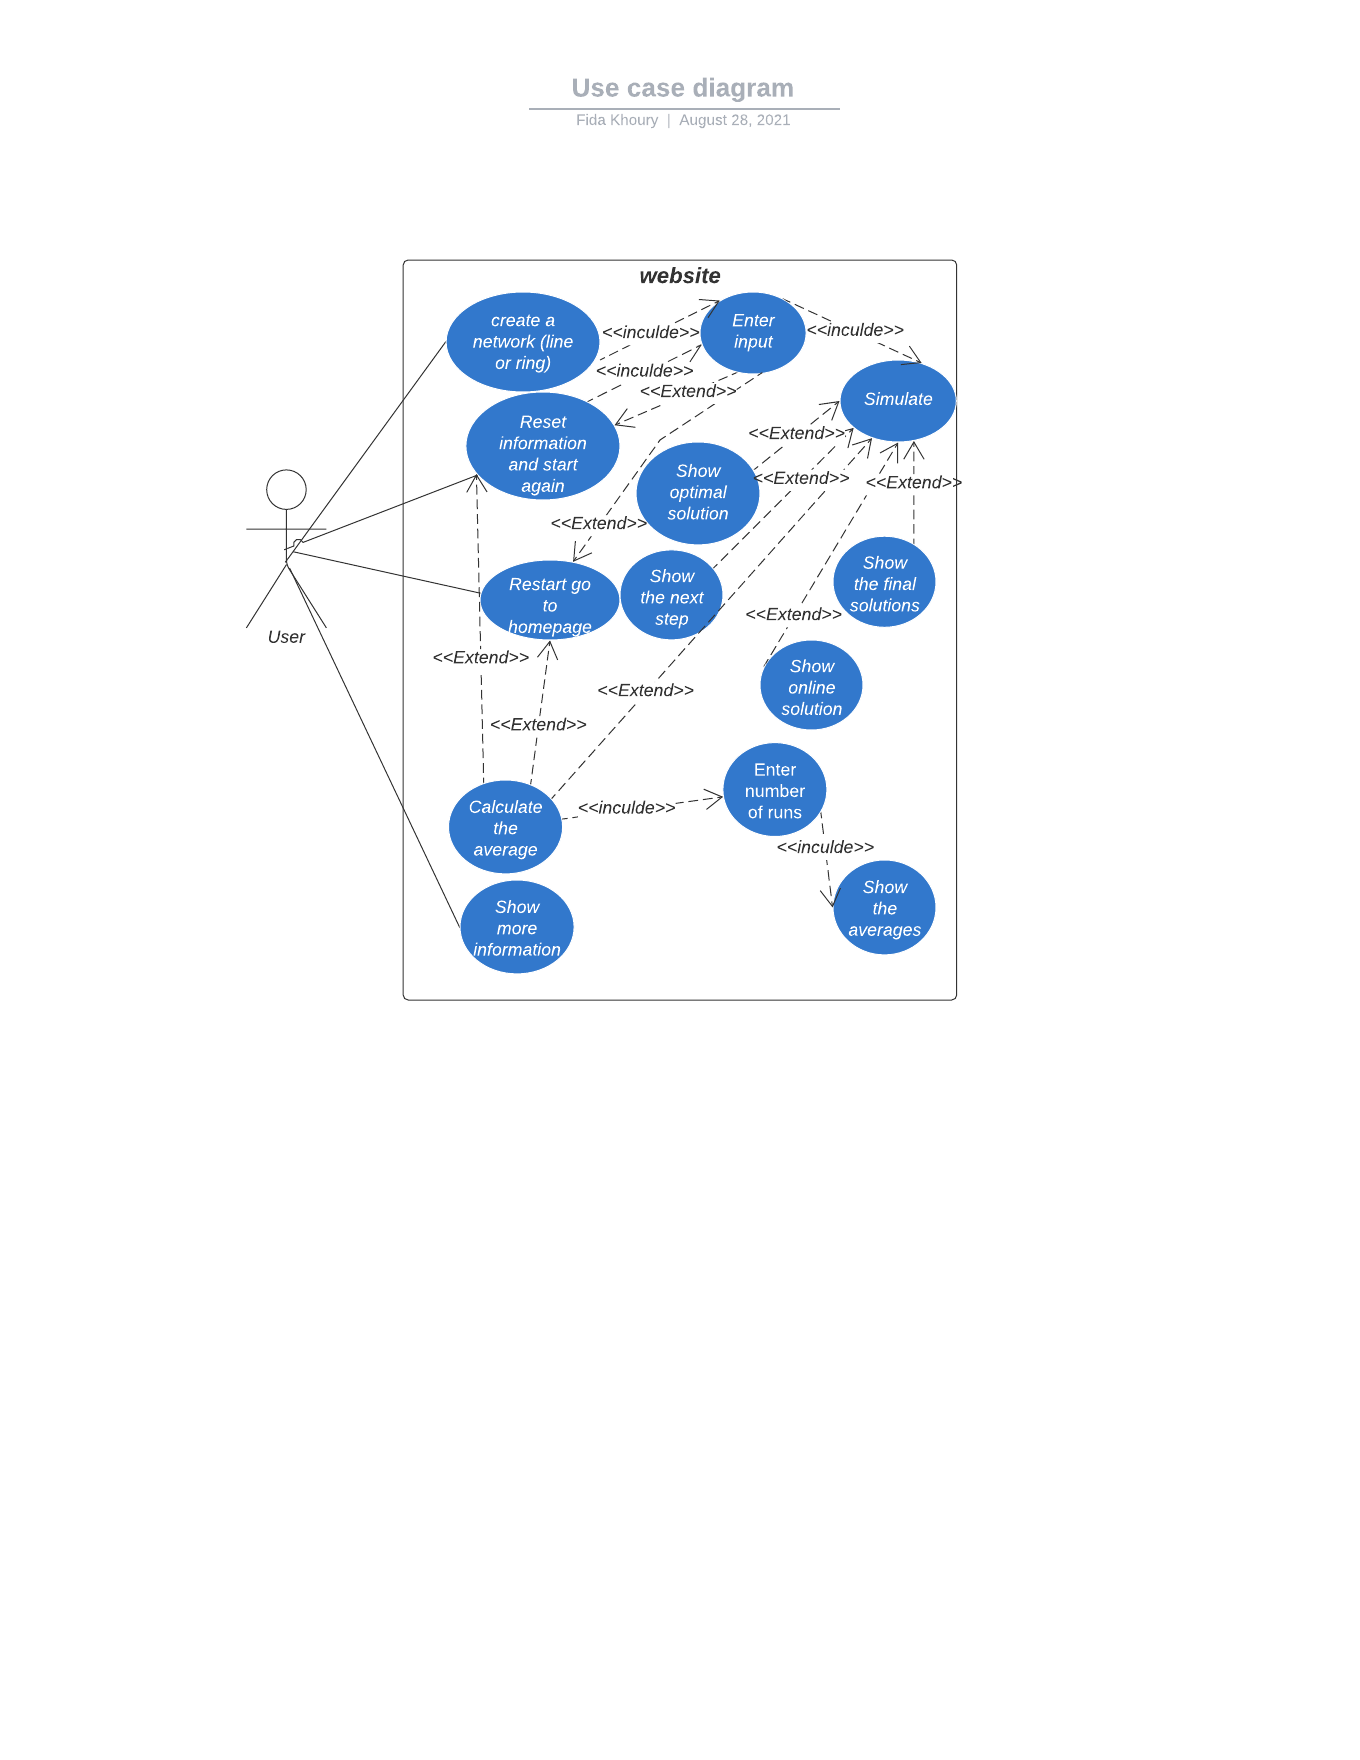 Use case diagram
Fida Khoury | August 28, 2021
website
create a
network (line
or ring)
<<inculde>>
Enter
input
<<inculde>>
<<inculde>>
<<Extend>>
Simulate
Reset
information
and start
again
<<Extend>>
Show
optimal
solution
<<Extend>>
<<Extend>>
<<Extend>>
Restart go
to
homepage
Show
the next
step
Show
the final
solutions
<<Extend>>
User
<<Extend>>
Show
online
solution
<<Extend>>
<<Extend>>
Enter
number
of runs
Calculate
the
average
<<inculde>>
<<inculde>>
Show
the
averages
Show
more
information